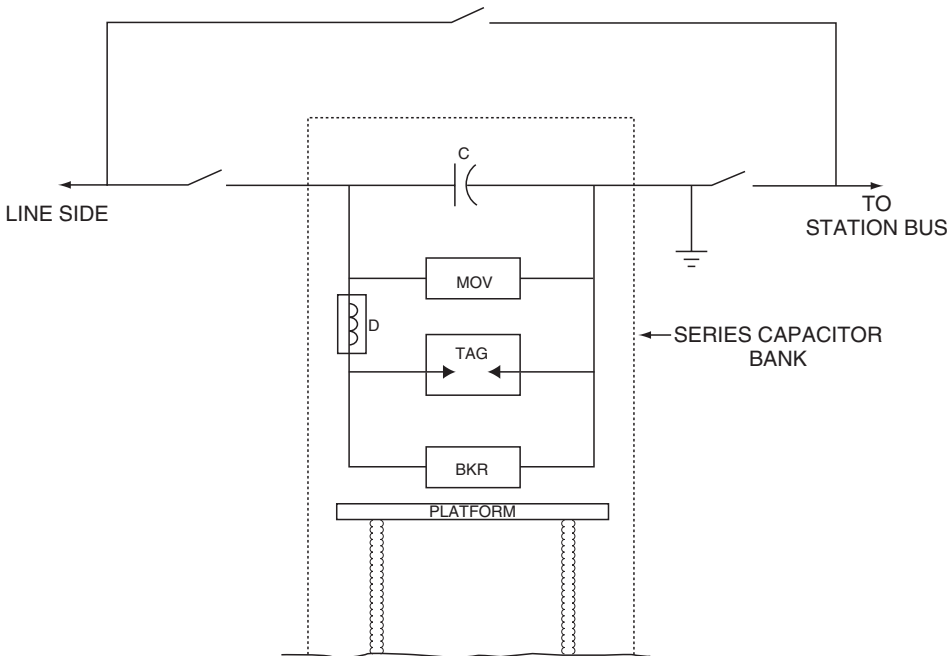 C
LINE SIDE
TO
STATION BUS
MOV
D
SERIES CAPACITOR
BANK
TAG
BKR
PLATFORM